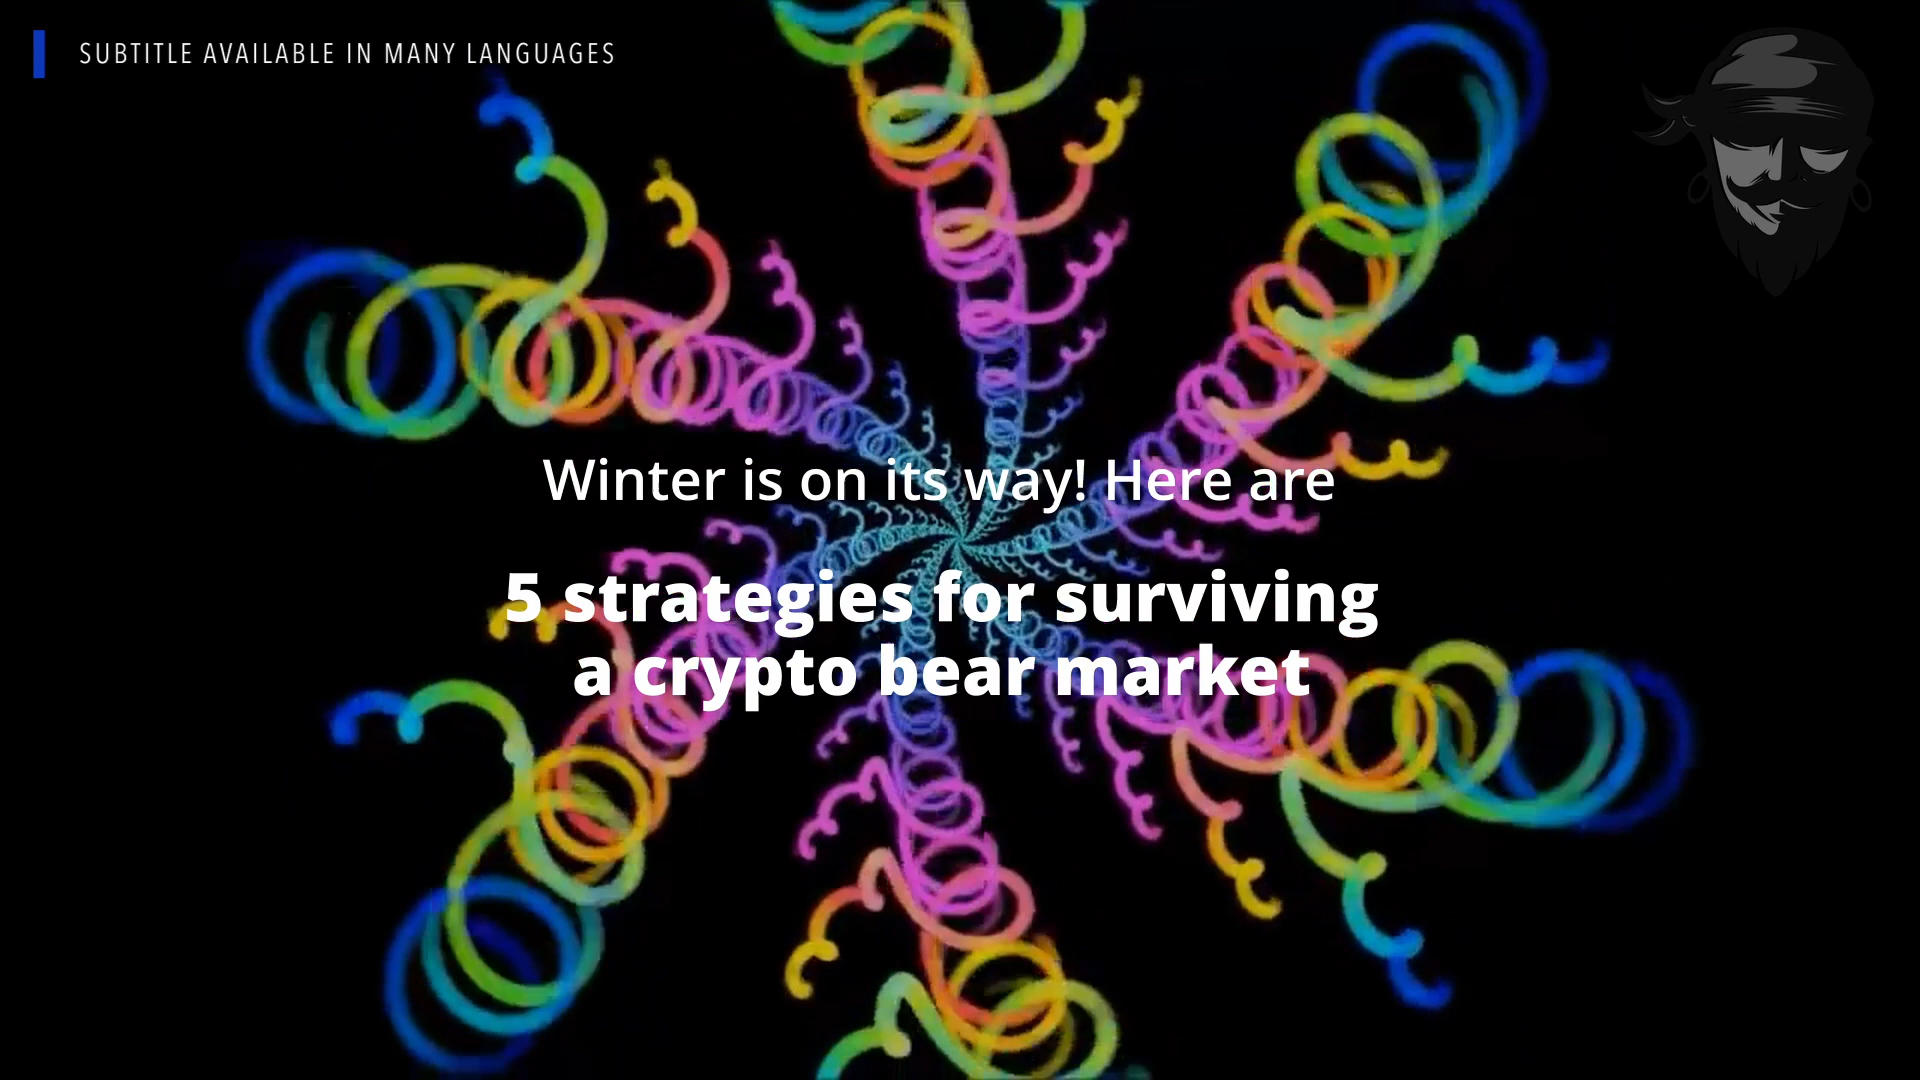 SUBTITLE AVAILABLE IN MANY LANGUAGES
Winter is on its way! Here are
5 strategies for surviving
a crypto bear market